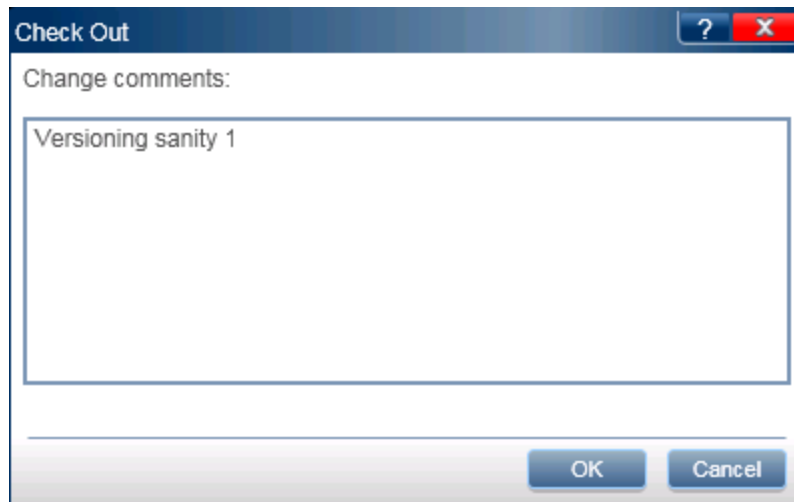 Check Out
? X
Change comments:
Versioning sanity 1
OK Cancel